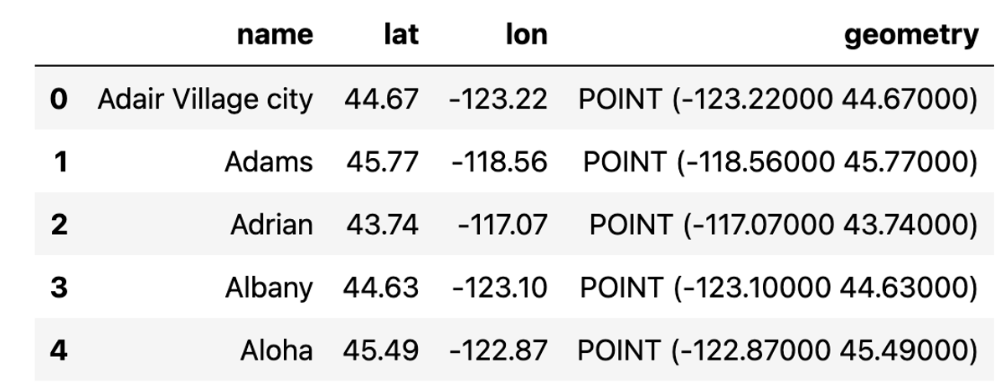 name lat lon geometry
0 Adair Village city 44.67 -123.22 POINT (-123.22000 44.67000)
1 Adams 45.77 -118.56 POINT (-118.56000 45.77000)
2 Adrian 43.74 -117.07 POINT (-117.07000 43.74000)
3 Albany 44.63 -123.10 POINT (-123.10000 44.63000)
4 Aloha 45.49 -122.87 POINT (-122.87000 45.49000)